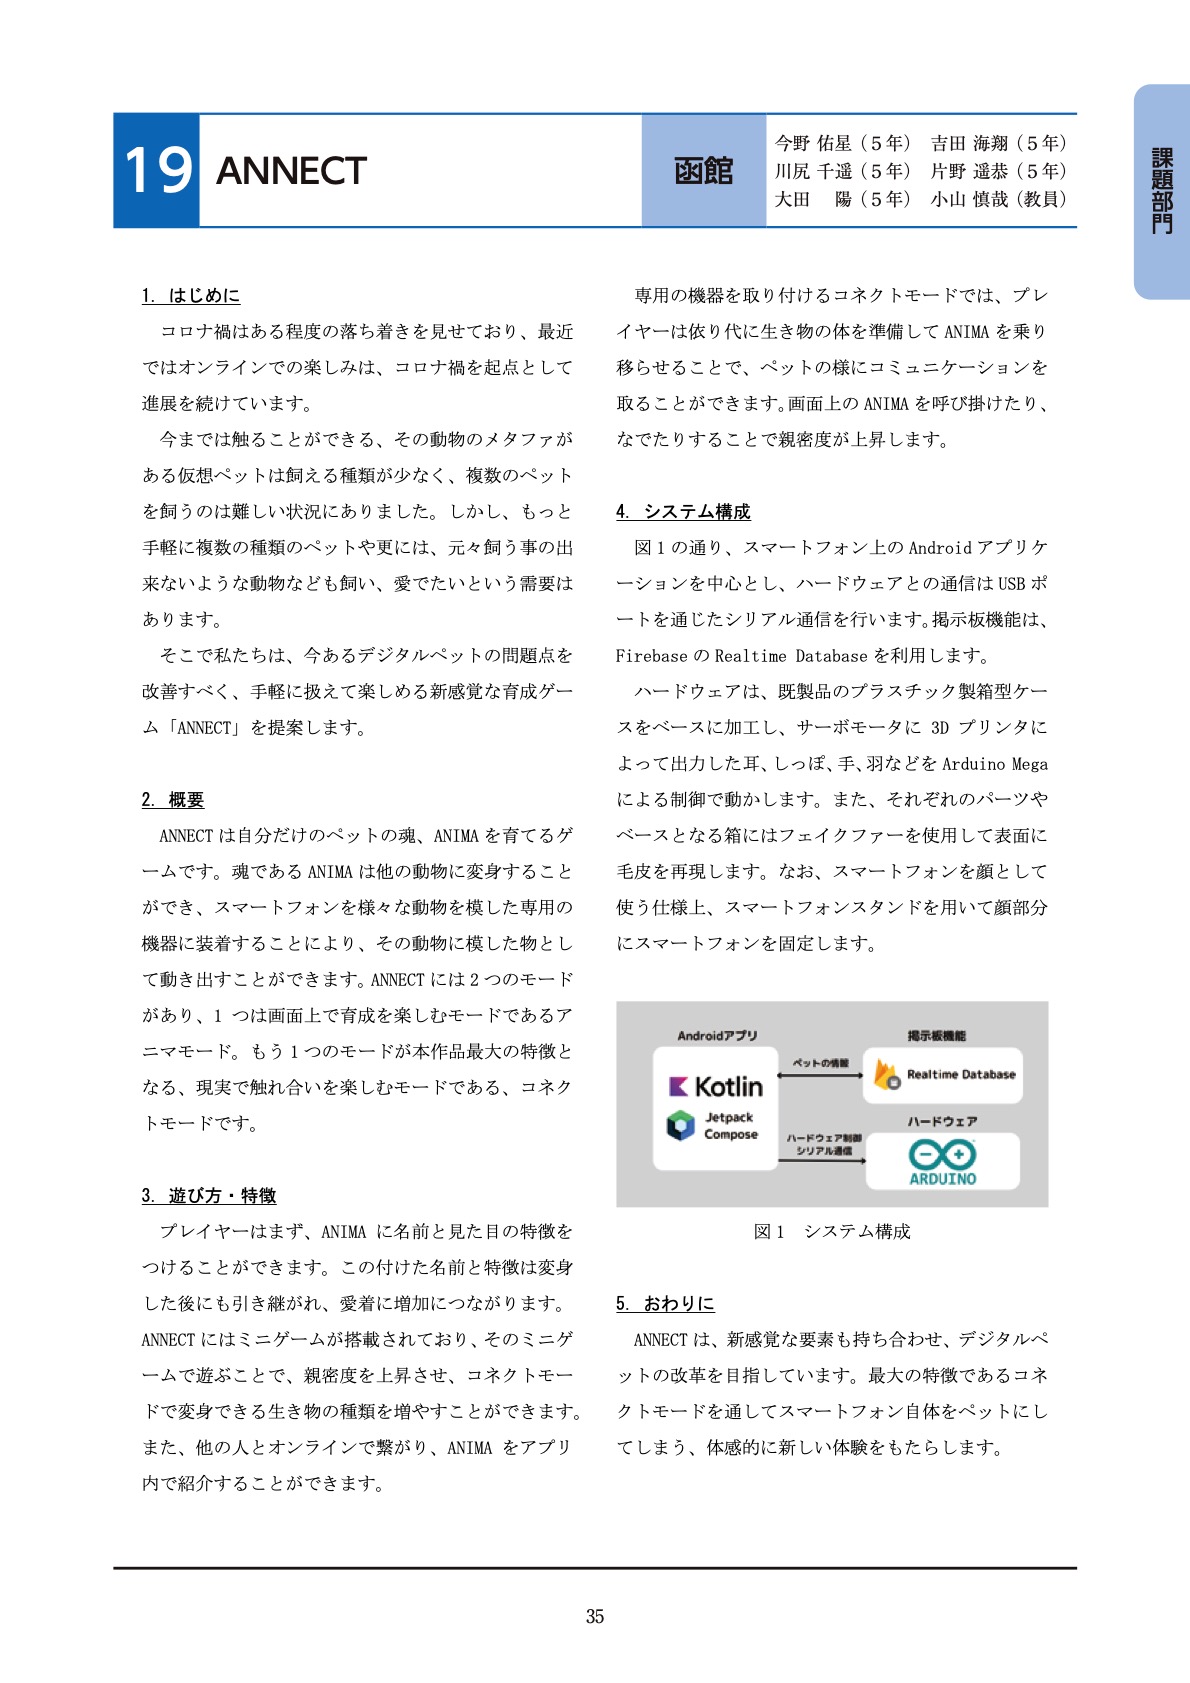 19 ANNECT 函館
今野 佑星(5年) 吉田 海翔(5年)
川尻 千遥(5年) 片野 遥恭(5年)
大田 陽(5年) 小山 慎哉(教員)
課題部門
1. はじめに
コロナ禍はある程度の落ち着きを見せており、最近
ではオンラインでの楽しみは、コロナ禍を起点として
進展を続けています。
今までは触ることができる、その動物のメタファが
ある仮想ペットは飼える種類が少なく、複数のペット
を飼うのは難しい状況にありました。しかし、もっと
手軽に複数の種類のペットや更には、元々飼う事の出
来ないような動物なども飼い、愛でたいという需要は
あります。
そこで私たちは、今あるデジタルペットの問題点を
改善すべく、手軽に扱えて楽しめる新感覚な育成ゲー
ム「ANNECT」を提案します。
2. 概要
ANNECT は自分だけのペットの魂、ANIMA を育てるゲ
ームです。魂である ANIMA は他の動物に変身すること
ができ、スマートフォンを様々な動物を模した専用の
機器に装着することにより、その動物に模した物とし
て動き出すことができます。ANNECT には 2 つのモード
があり、1 つは画面上で育成を楽しむモードであるア
ニマモード。もう 1 つのモードが本作品最大の特徴と
なる、現実で触れ合いを楽しむモードである、コネク
トモードです。
3. 遊び方・特徴
プレイヤーはまず、ANIMA に名前と見た目の特徴を
つけることができます。この付けた名前と特徴は変身
した後にも引き継がれ、愛着に増加につながります。
ANNECT にはミニゲームが搭載されており、そのミニゲ
ームで遊ぶことで、親密度を上昇させ、コネクトモー
ドで変身できる生き物の種類を増やすことができます。
また、他の人とオンラインで繋がり、ANIMA をアプリ
内で紹介することができます。
専用の機器を取り付けるコネクトモードでは、プレ
イヤーは依り代に生き物の体を準備して ANIMA を乗り
移らせることで、ペットの様にコミュニケーションを
取ることができます。画面上の ANIMA を呼び掛けたり、
なでたりすることで親密度が上昇します。
4. システム構成
図 1 の通り、スマートフォン上の Android アプリケ
ーションを中心とし、ハードウェアとの通信は USB ポ
ートを通じたシリアル通信を行います。掲示板機能は、
Firebase の Realtime Database を利用します。
ハードウェアは、既製品のプラスチック製箱型ケー
スをベースに加工し、サーボモータに 3D プリンタに
よって出力した耳、しっぽ、手、羽などを Arduino Mega
による制御で動かします。また、それぞれのパーツや
ベースとなる箱にはフェイクファーを使用して表面に
毛皮を再現します。なお、スマートフォンを顔として
使う仕様上、スマートフォンスタンドを用いて顔部分
にスマートフォンを固定します。
Androidアプリ
Kotlin
Jetpack
Compose
ペットの情報
ハードウェア制御
シリアル通信
掲示板機能
Realtime Database
ハードウェア
ARDUINO
図 1 システム構成
5. おわりに
ANNECT は、新感覚な要素も持ち合わせ、デジタルペ
ットの改革を目指しています。最大の特徴であるコネ
クトモードを通してスマートフォン自体をペットにし
てしまう、体感的に新しい体験をもたらします。
35